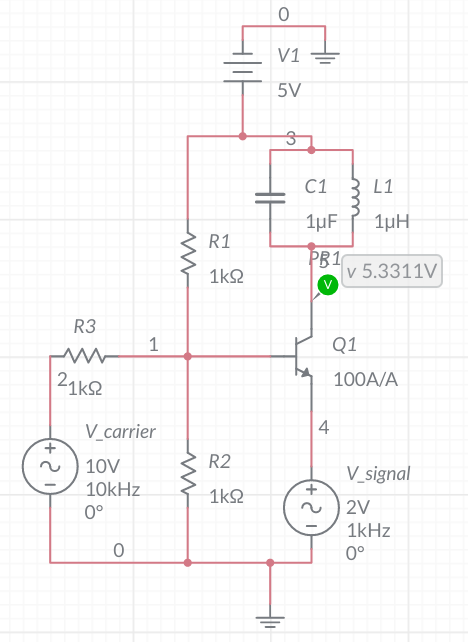 0
V1
5V
3
C1
1μF
L1
1μH
R1
1kΩ
PR1
5
v 5.3311V
V
R3
1
2
1kΩ
Q1
100A/A
4
V_carrier
10V
10kHz
0°
R2
1kΩ
V_signal
2V
1kHz
0°
0